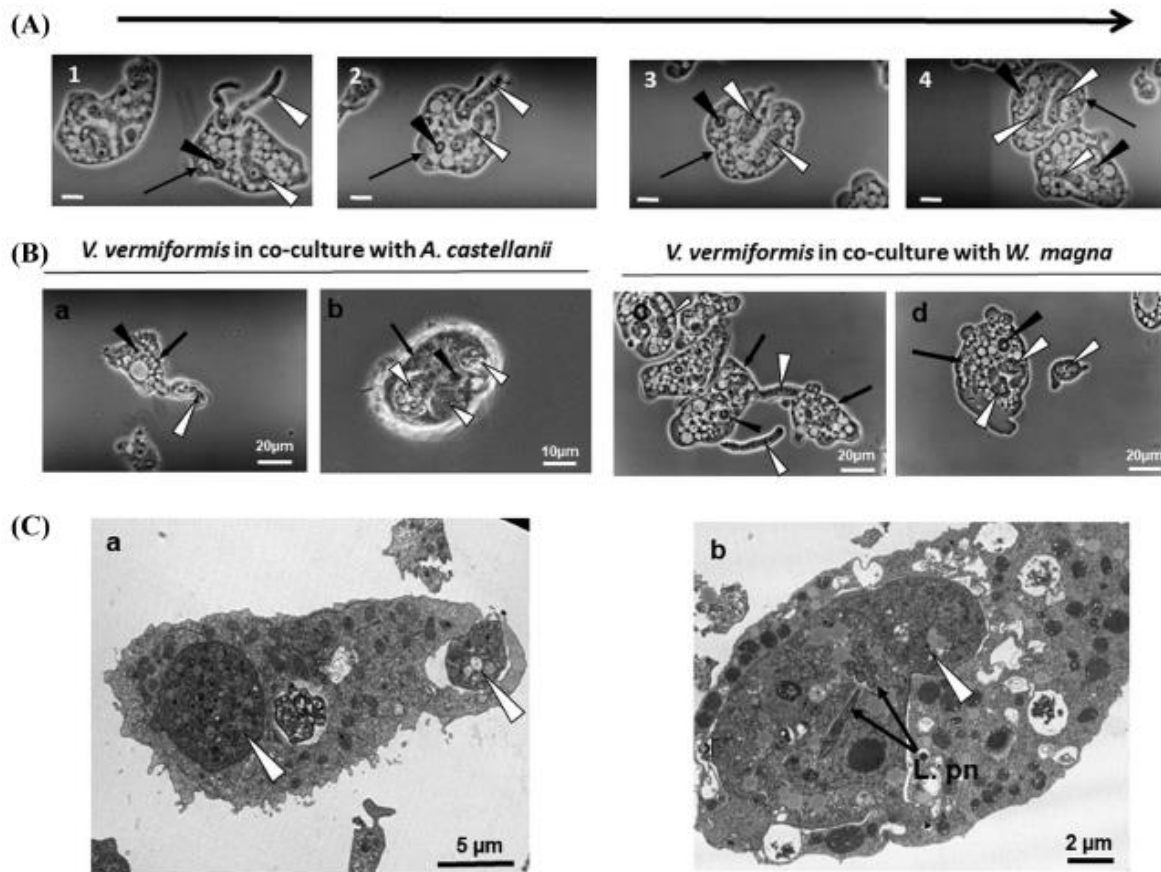 (A)
1
2
3
4
(B)
V. vermiformis in co-culture with A. castellanii
V. vermiformis in co-culture with W. magna
a
b
c
d
20µm
10µm
20µm
20µm
(C)
a
b
L. pn
5 µm
2 µm